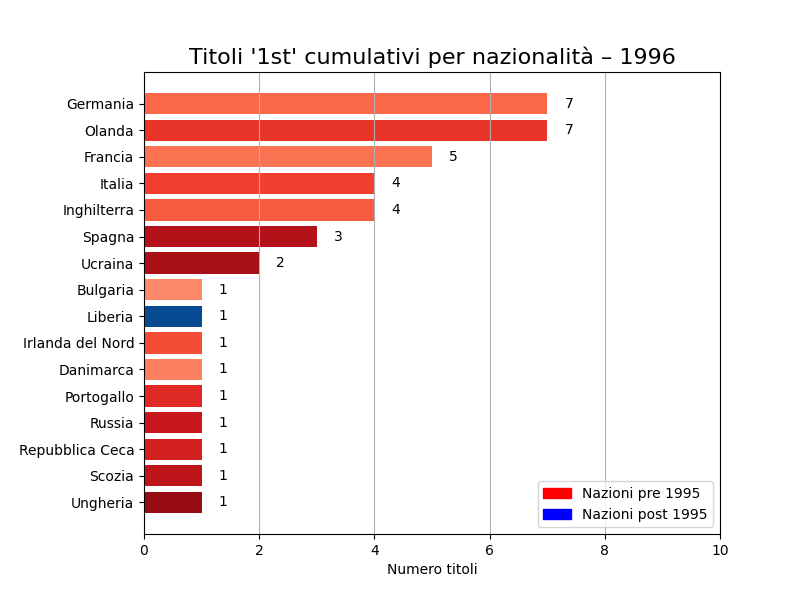 Titoli '1st' cumulativi per nazionalità – 1996
Germania 7
Olanda 7
Francia 5
Italia 4
Inghilterra 4
Spagna 3
Ucraina 2
Bulgaria 1
Liberia 1
Irlanda del Nord 1
Danimarca 1
Portogallo 1
Russia 1
Repubblica Ceca 1
Scozia 1
Ungheria 1
Nazioni pre 1995
Nazioni post 1995
0 2 4 6 8 10
Numero titoli